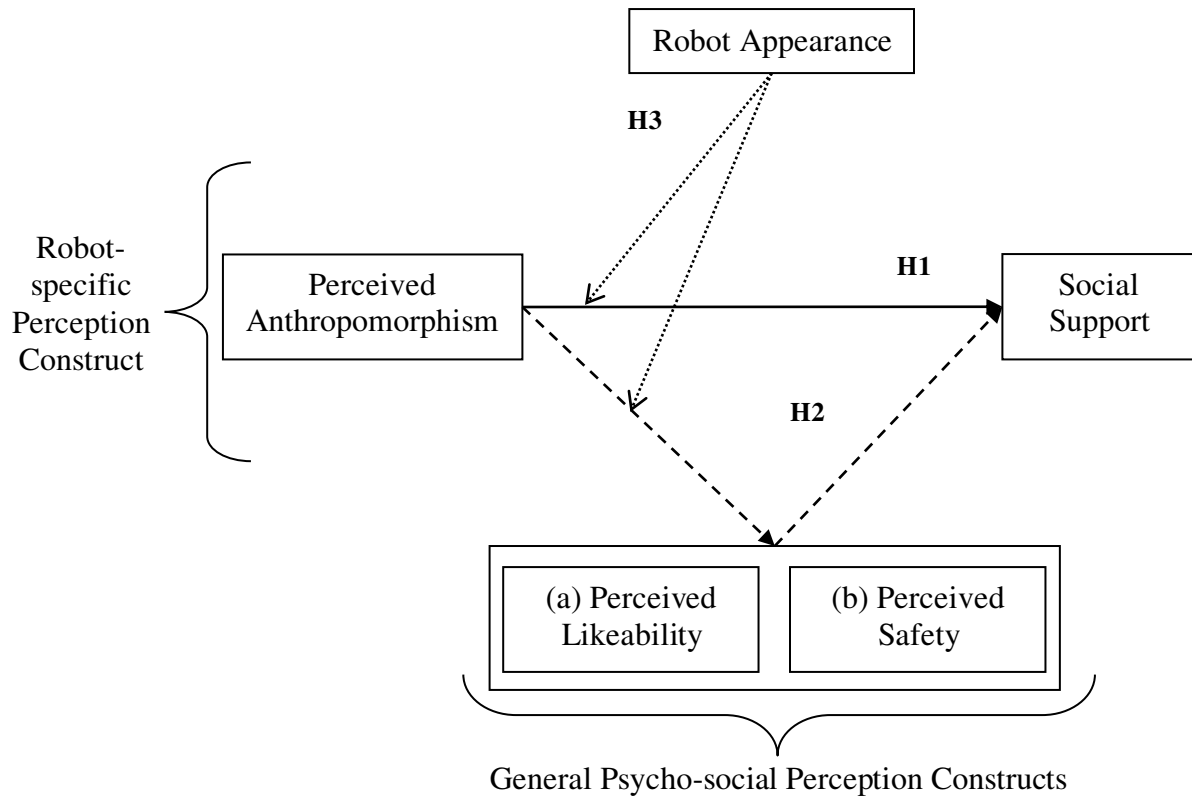 Robot Appearance
H3
Robot-
specific
Perception
Construct
Perceived
Anthropomorphism
H1
Social
Support
H2
(a) Perceived
Likeability
(b) Perceived
Safety
General Psycho-social Perception Constructs